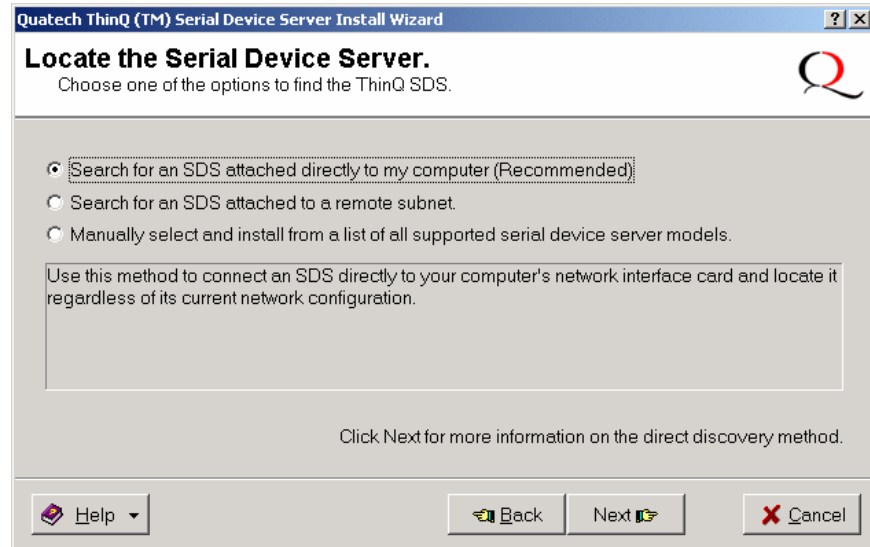 Quatech ThinQ (TM) Serial Device Server Install Wizard
Locate the Serial Device Server.
Choose one of the options to find the ThinQ SDS.
Search for an SDS attached directly to my computer (Recommended)
Search for an SDS attached to a remote subnet.
Manually select and install from a list of all supported serial device server models.
Use this method to connect an SDS directly to your computer's network interface card and locate it
regardless of its current network configuration.
Click Next for more information on the direct discovery method.
Help Back Next Cancel